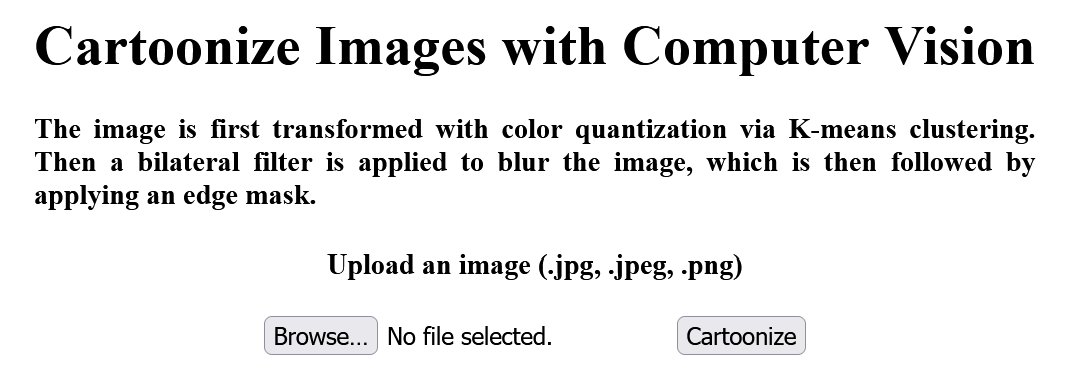 Cartoonize Images with Computer Vision
The image is first transformed with color quantization via K-means clustering.
Then a bilateral filter is applied to blur the image, which is then followed by
applying an edge mask.
Upload an image (.jpg, .jpeg, .png)
Browse... No file selected. Cartoonize